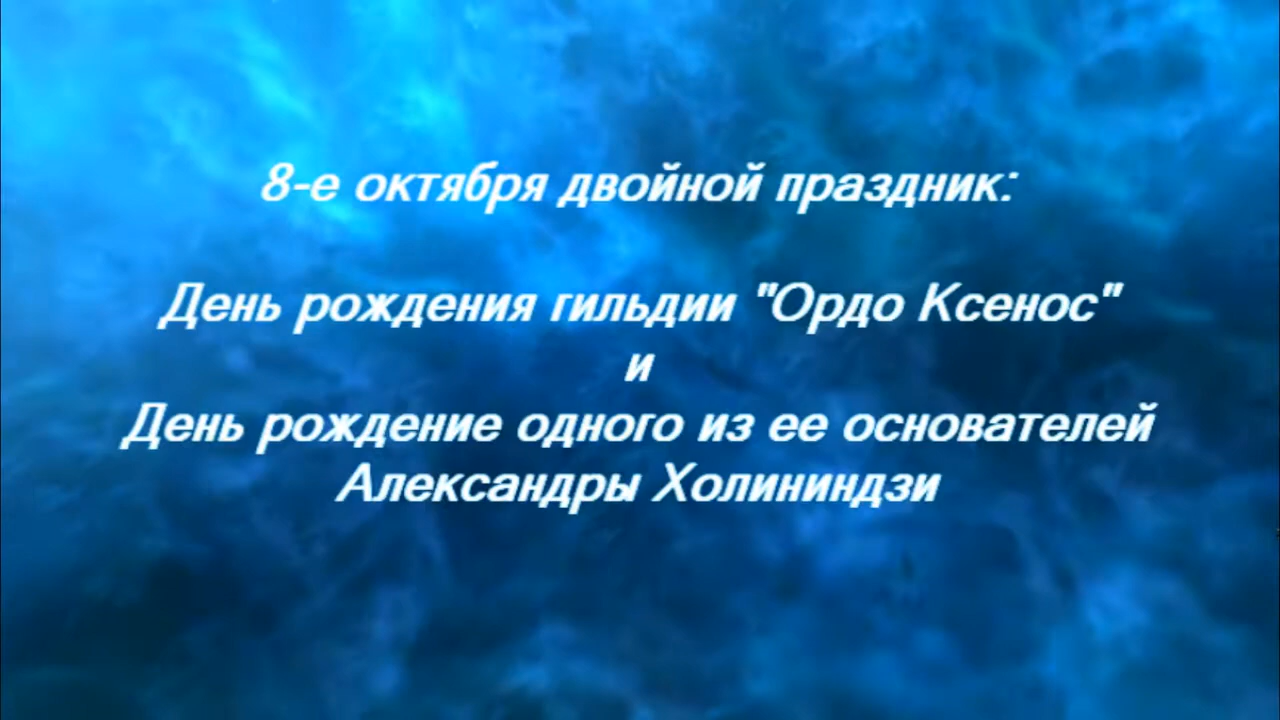 8-е октября двойной праздник:
День рождения гильдии "Ордо Ксенос"
и
День рождение одного из ее основателей
Александры Холининдзи